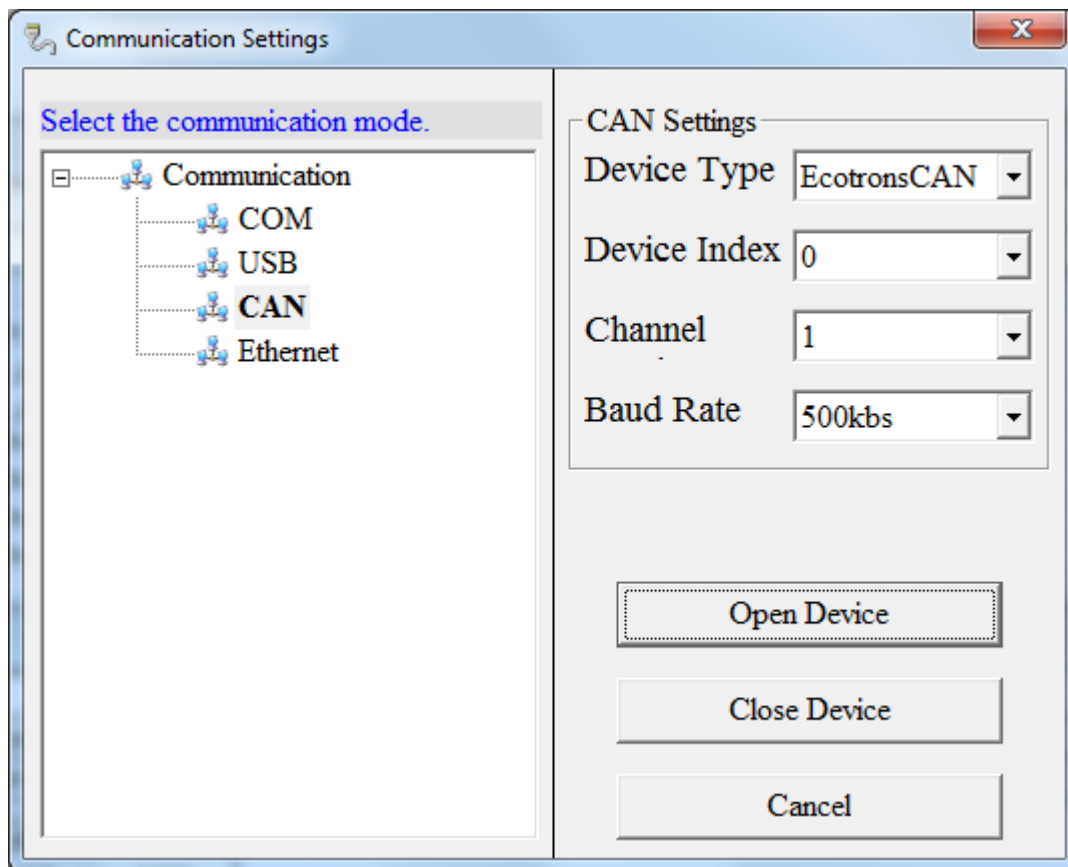 Communication Settings
Select the communication mode.
Communication
COM
USB
CAN
Ethernet
CAN Settings
Device Type EcotronsCAN
Device Index 0
Channel 1
Baud Rate 500kbs
Open Device
Close Device
Cancel